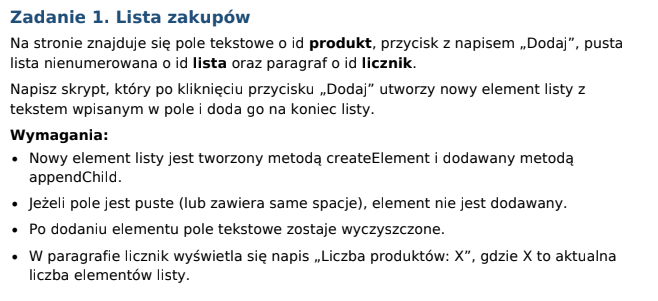 Zadanie 1. Lista zakupów
Na stronie znajduje się pole tekstowe o id produkt, przycisk z napisem „Dodaj”, pusta
lista nienumerowana o id lista oraz paragraf o id licznik.
Napisz skrypt, który po kliknięciu przycisku „Dodaj” utworzy nowy element listy z
tekstem wpisanym w pole i doda go na koniec listy.
Wymagania:
• Nowy element listy jest tworzony metodą createElement i dodawany metodą
appendChild.
• Jeżeli pole jest puste (lub zawiera same spacje), element nie jest dodawany.
• Po dodaniu elementu pole tekstowe zostaje wyczyszczone.
• W paragrafie licznik wyświetla się napis „Liczba produktów: X”, gdzie X to aktualna
liczba elementów listy.